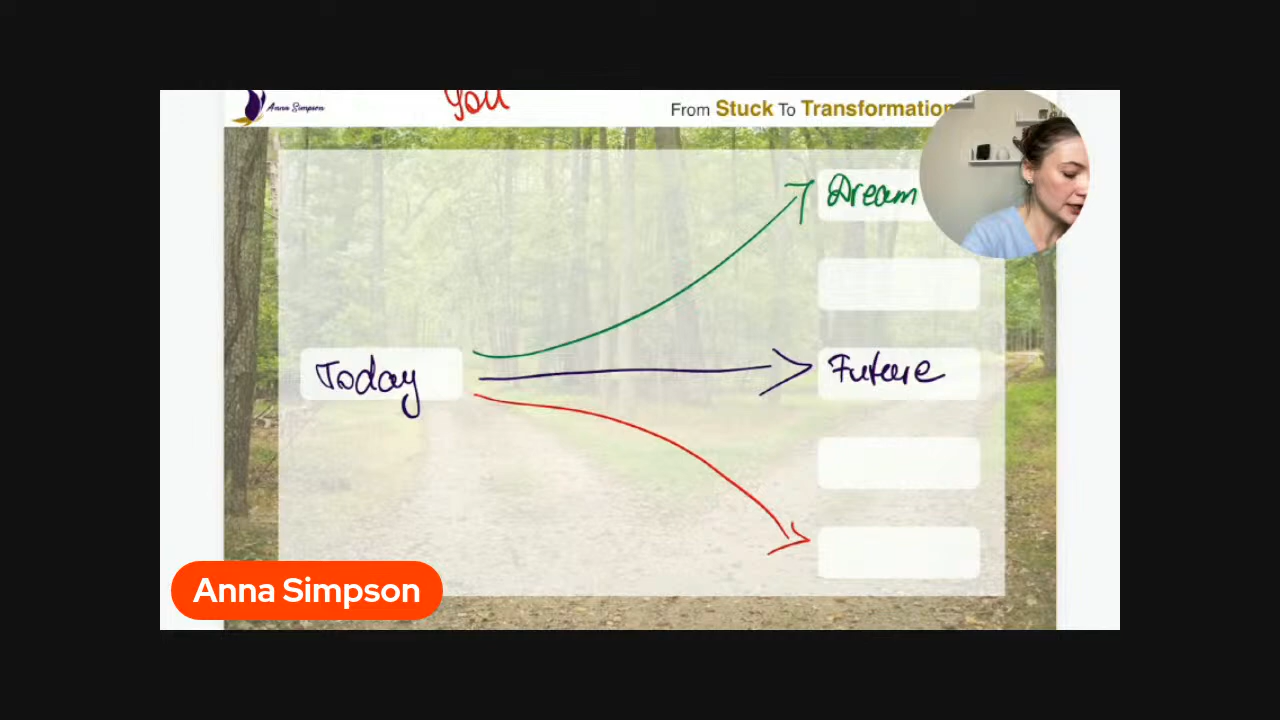 Anna Simpson
You
From Stuck To Transformation
Dream
Today
Future
Anna Simpson